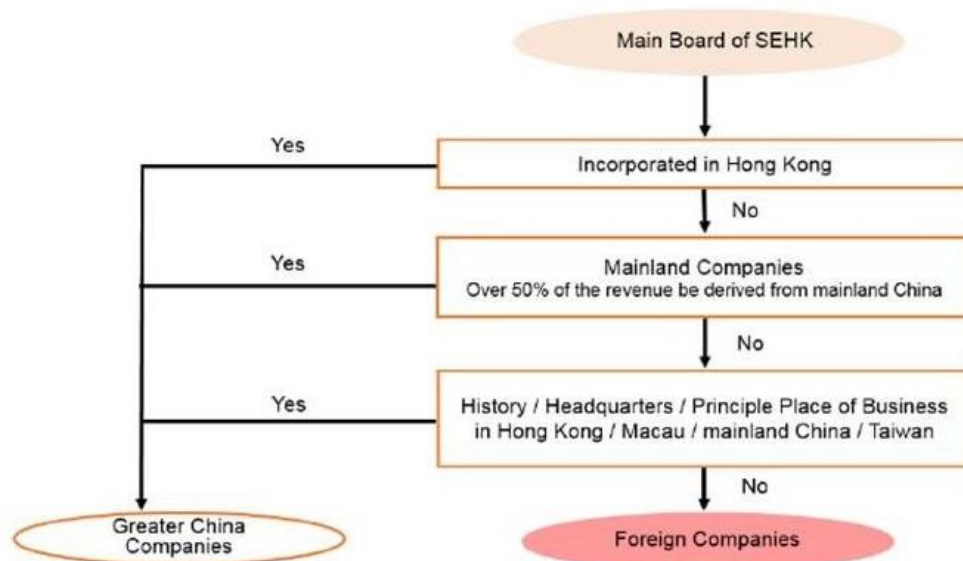 Main Board of SEHK
Yes
Incorporated in Hong Kong
No
Yes
Mainland Companies
Over 50% of the revenue be derived from mainland China
No
Yes
History / Headquarters / Principle Place of Business
in Hong Kong / Macau / mainland China / Taiwan
No
Greater China
Companies
Foreign Companies